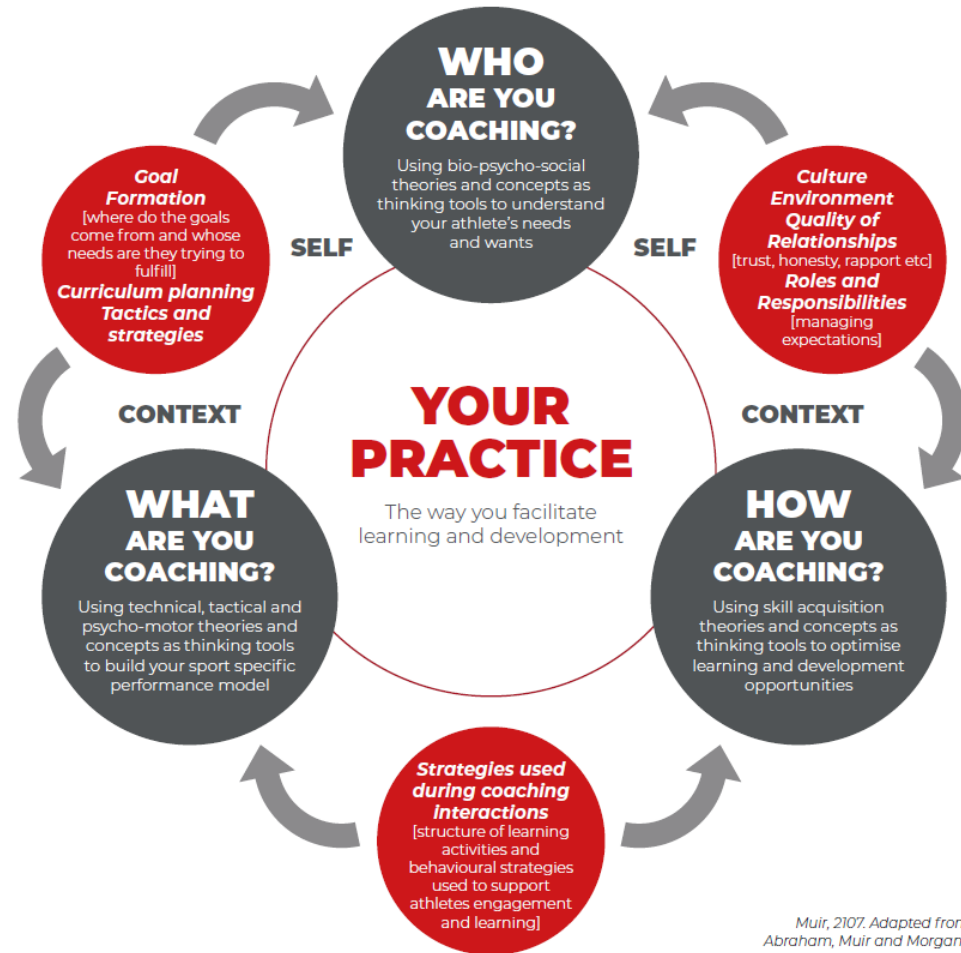 WHO
ARE YOU
COACHING?
Using bio-psycho-social
theories and concepts as
thinking tools to understand
your athlete's needs
and wants
Goal
Formation
[where do the goals
come from and whose
needs are they trying to
fulfill]
Curriculum planning
Tactics and
strategies
SELF
SELF
Culture
Environment
Quality of
Relationships
[trust, honesty, rapport etc]
Roles and
Responsibilities
[managing
expectations]
CONTEXT
YOUR
PRACTICE
The way you facilitate
learning and development
CONTEXT
WHAT
ARE YOU
COACHING?
Using technical, tactical and
psycho-motor theories and
concepts as thinking tools
to build your sport specific
performance model
HOW
ARE YOU
COACHING?
Using skill acquisition
theories and concepts as
thinking tools to optimise
learning and development
opportunities
Strategies used
during coaching
interactions
[structure of learning
activities and
behavioural strategies
used to support
athletes engagement
and learning]
Muir, 2107. Adapted from
Abraham, Muir and Morgan